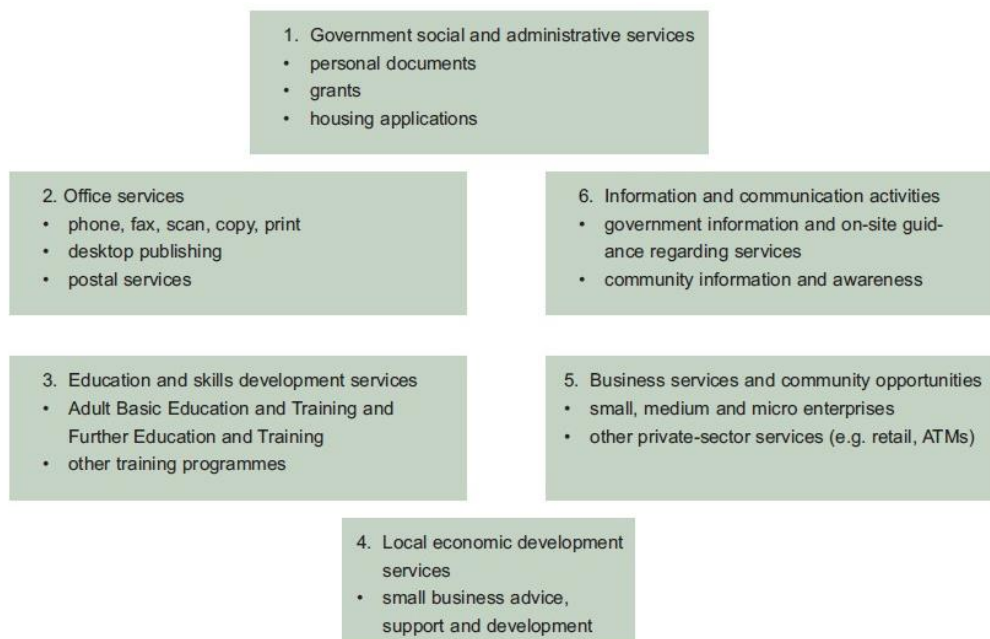 1. Government social and administrative services
• personal documents
• grants
• housing applications
2. Office services
• phone, fax, scan, copy, print
• desktop publishing
• postal services
6. Information and communication activities
• government information and on-site guid-
ance regarding services
• community information and awareness
3. Education and skills development services
• Adult Basic Education and Training and
Further Education and Training
• other training programmes
5. Business services and community opportunities
• small, medium and micro enterprises
• other private-sector services (e.g. retail, ATMs)
4. Local economic development
services
• small business advice,
support and development